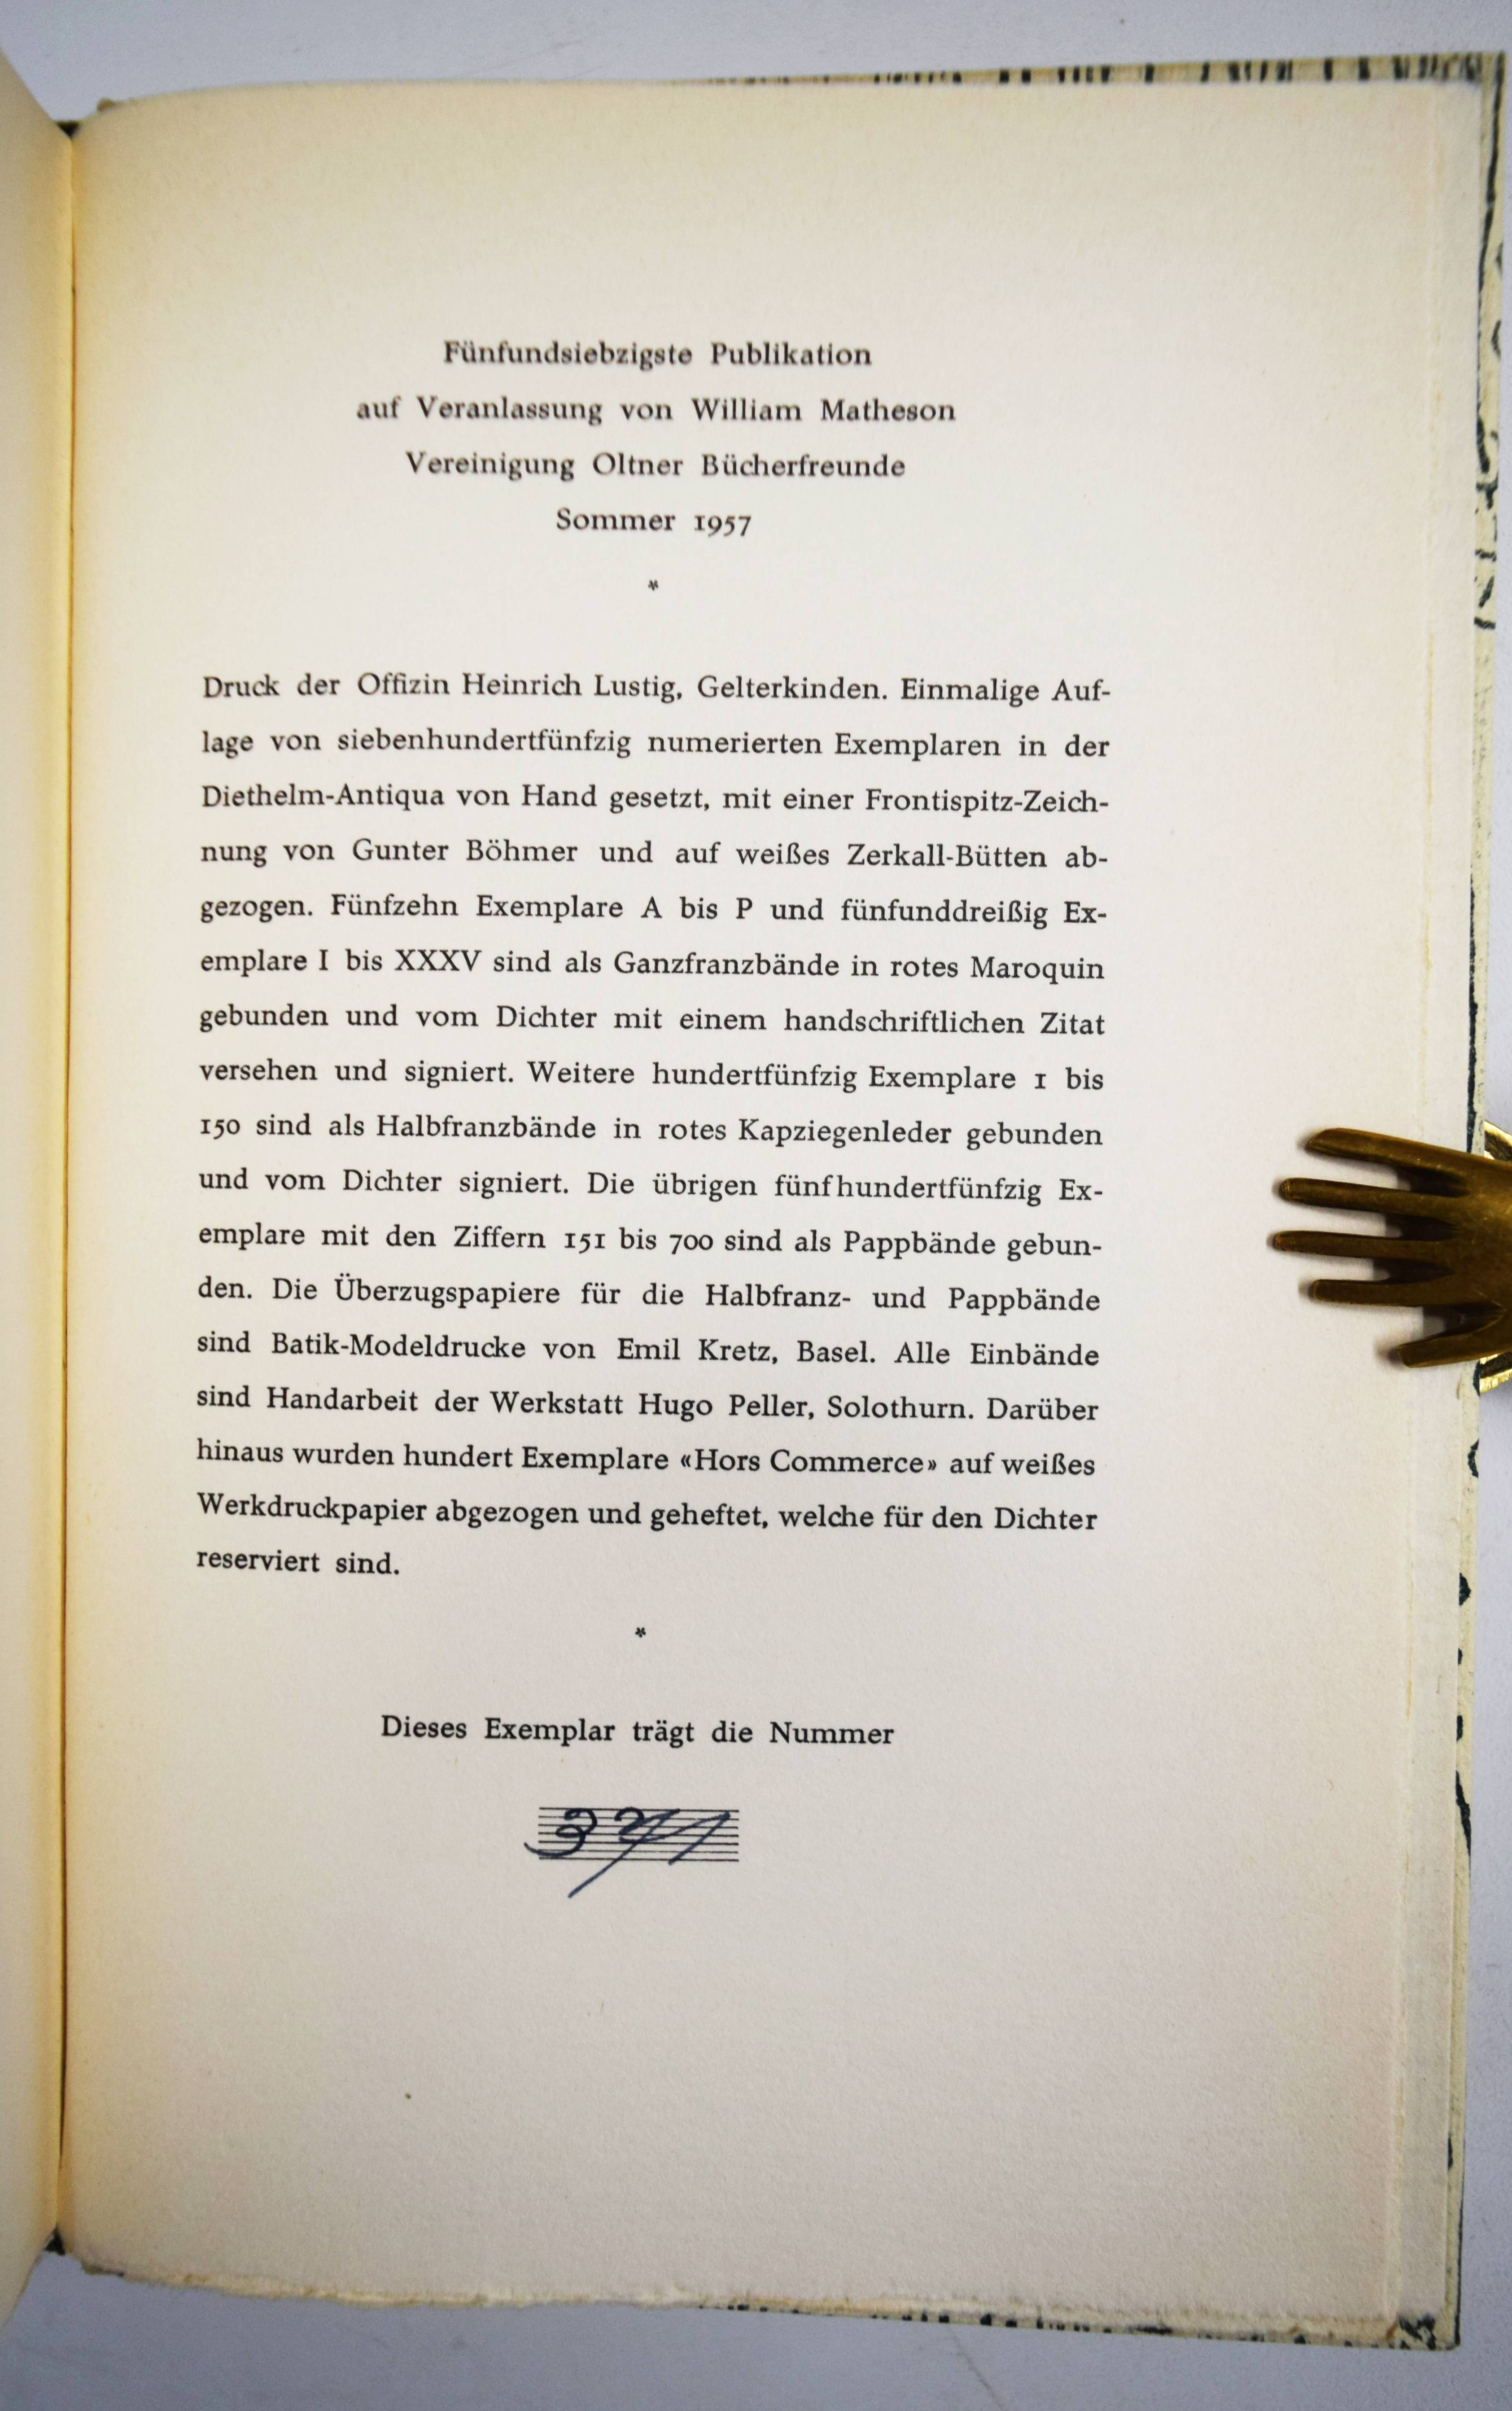 Fünfundsiebzigste Publikation
auf Veranlassung von William Matheson
Vereinigung Oltner Bücherfreunde
Sommer 1957
*
Druck der Offizin Heinrich Lustig, Gelterkinden. Einmalige Auf-
lage von siebenhundertfünfzig numerierten Exemplaren in der
Diethelm-Antiqua von Hand gesetzt, mit einer Frontispitz-Zeich-
nung von Gunter Böhmer und auf weißes Zerkall-Bütten ab-
gezogen. Fünfzehn Exemplare A bis P und fünfunddreißig Ex-
emplare I bis XXXV sind als Ganzfranzbände in rotes Maroquin
gebunden und vom Dichter mit einem handschriftlichen Zitat
versehen und signiert. Weitere hundertfünfzig Exemplare 1 bis
150 sind als Halbfranzbände in rotes Kapziegenleder gebunden
und vom Dichter signiert. Die übrigen fünfhundertfünfzig Ex-
emplare mit den Ziffern 151 bis 700 sind als Pappbände gebun-
den. Die Überzugspapiere für die Halbfranz- und Pappbände
sind Batik-Modeldrucke von Emil Kretz, Basel. Alle Einbände
sind Handarbeit der Werkstatt Hugo Peller, Solothurn. Darüber
hinaus wurden hundert Exemplare «Hors Commerce» auf weißes
Werkdruckpapier abgezogen und geheftet, welche für den Dichter
reserviert sind.
*
Dieses Exemplar trägt die Nummer